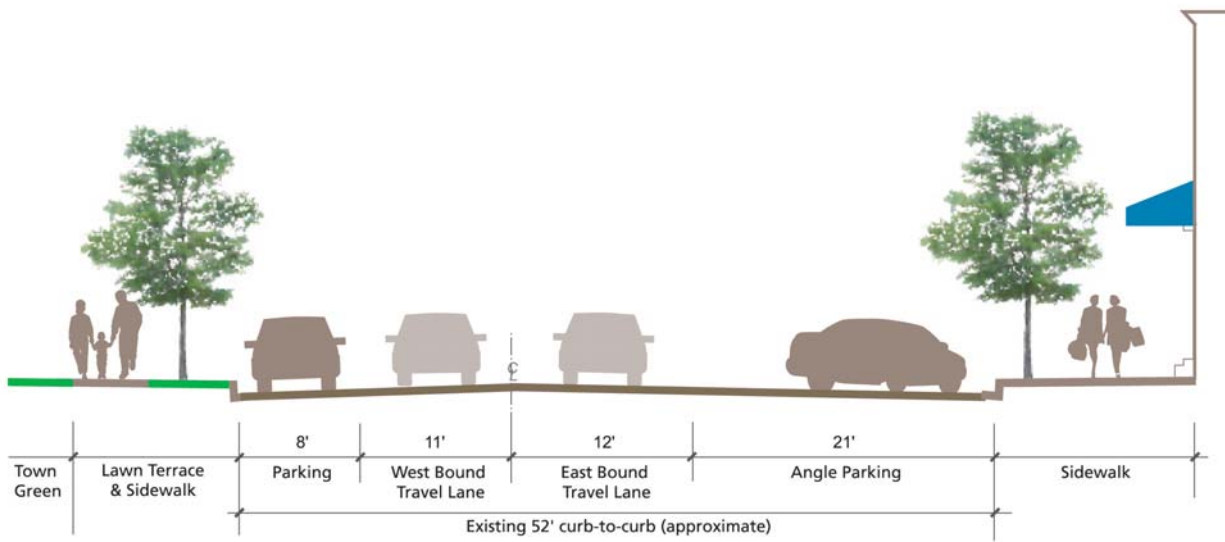 ℄
8'
11'
12'
21'
Town
Green
Lawn Terrace
& Sidewalk
Parking
West Bound
Travel Lane
East Bound
Travel Lane
Angle Parking
Sidewalk
Existing 52' curb-to-curb (approximate)